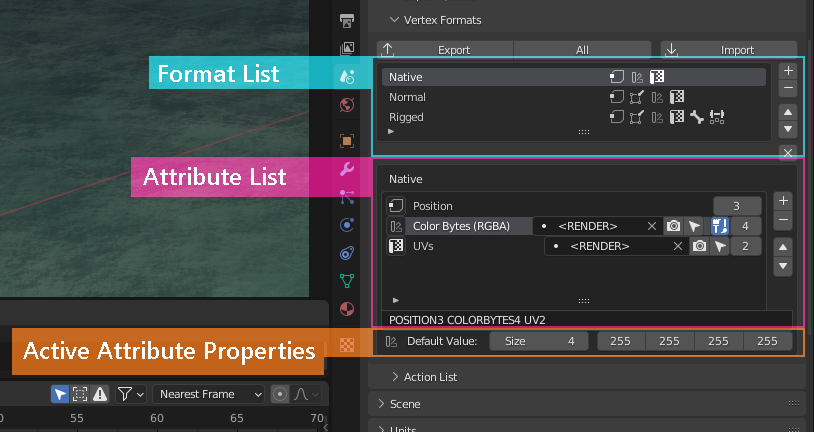 Vertex Formats
Export All Import
Format List
Native
Normal
Rigged
Attribute List
Native
Position 3
Color Bytes (RGBA) <RENDER> 4
UVs <RENDER> 2
POSITION3 COLORBYTES4 UV2
Active Attribute Properties
Default Value: Size 4 255 255 255 255
Action List
Nearest Frame
Scene
0 55 60 65 70
Units